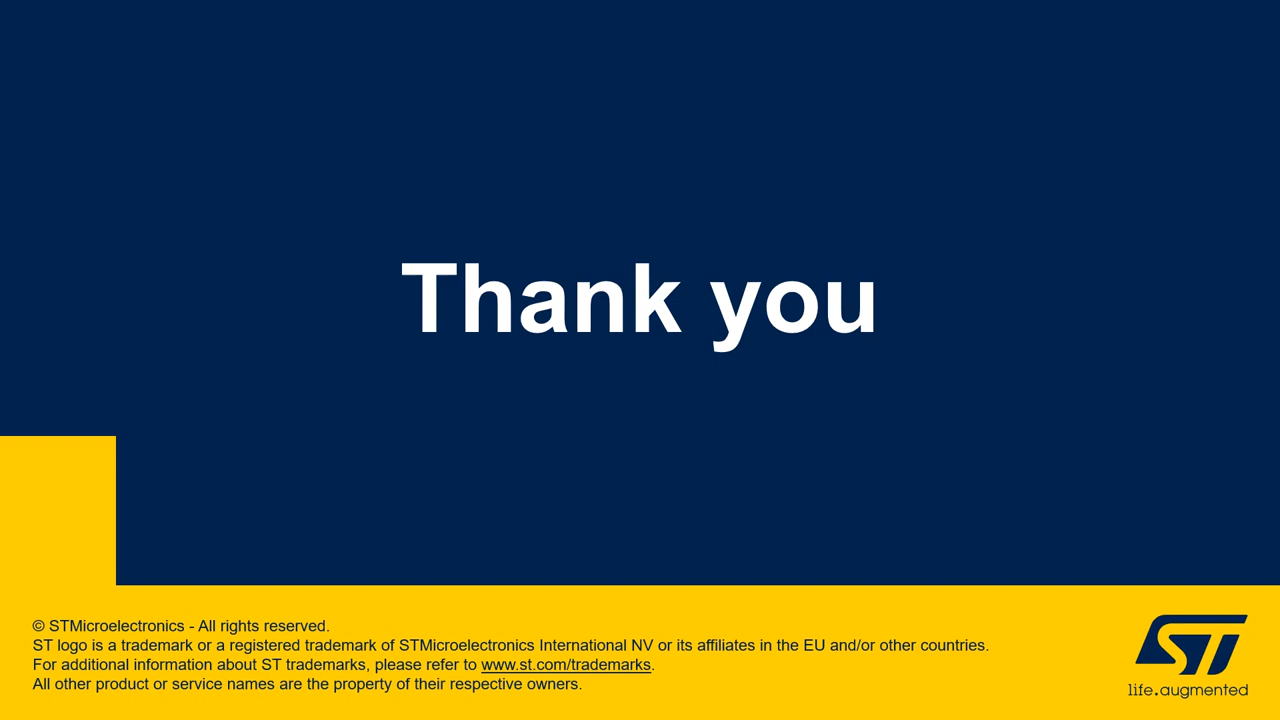 Thank you
© STMicroelectronics - All rights reserved.
ST logo is a trademark or a registered trademark of STMicroelectronics International NV or its affiliates in the EU and/or other countries.
For additional information about ST trademarks, please refer to www.st.com/trademarks.
All other product or service names are the property of their respective owners.
ST
life.augmented